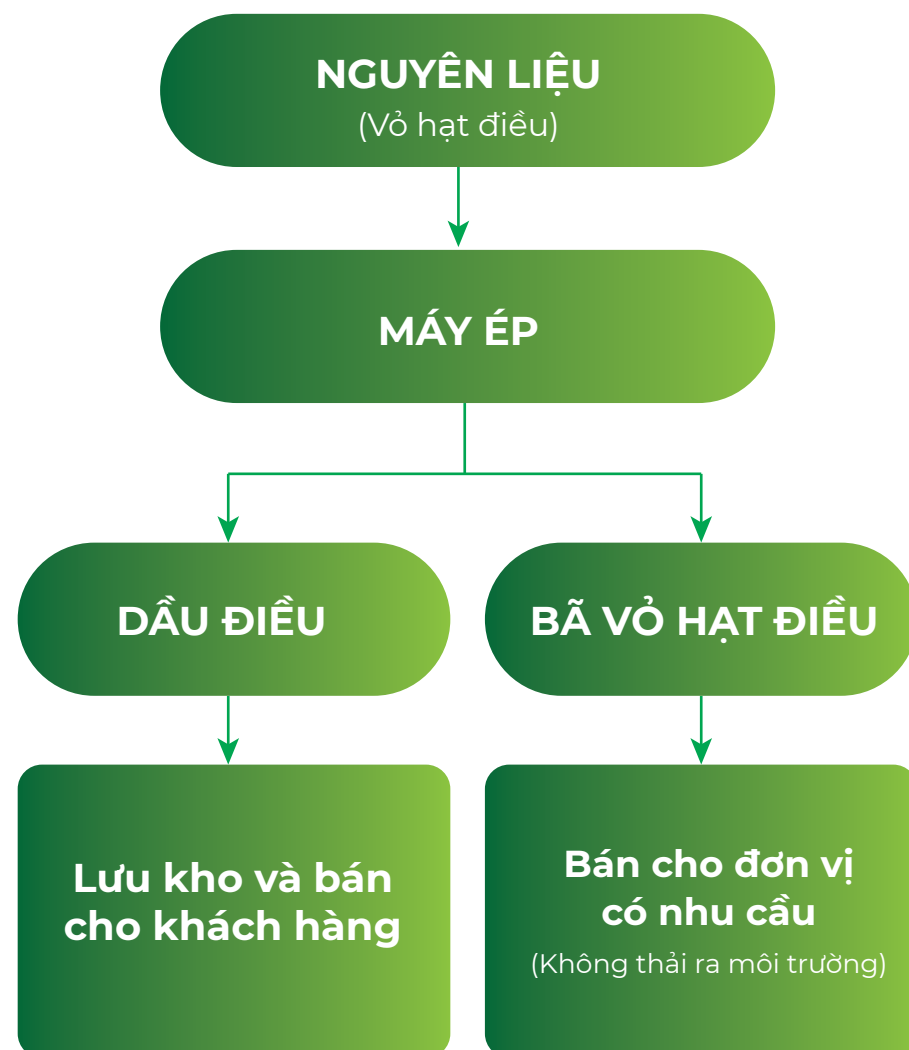 NGUYÊN LIỆU
(Vỏ hạt điều)
MÁY ÉP
DẦU ĐIỀU
BÃ VỎ HẠT ĐIỀU
Lưu kho và bán
cho khách hàng
Bán cho đơn vị
có nhu cầu
(Không thải ra môi trường)